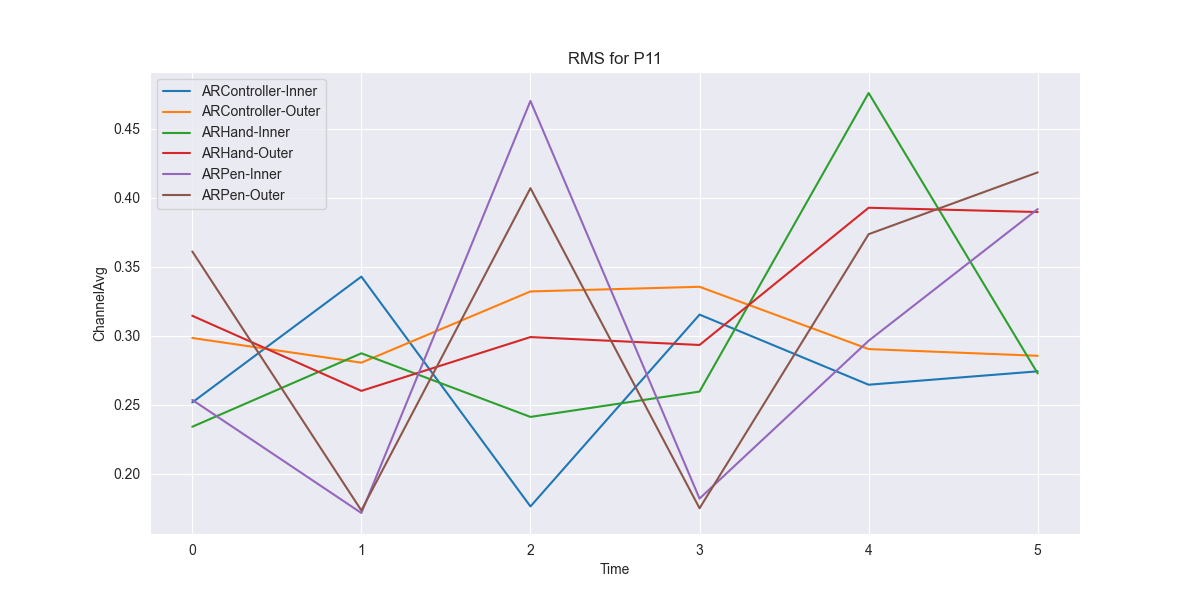 RMS for P11
ARController-Inner
ARController-Outer
ARHand-Inner
ARHand-Outer
ARPen-Inner
ARPen-Outer
0.45
0.40
0.35
0.30
0.25
0.20
ChannelAvg
0 1 2 3 4 5
Time